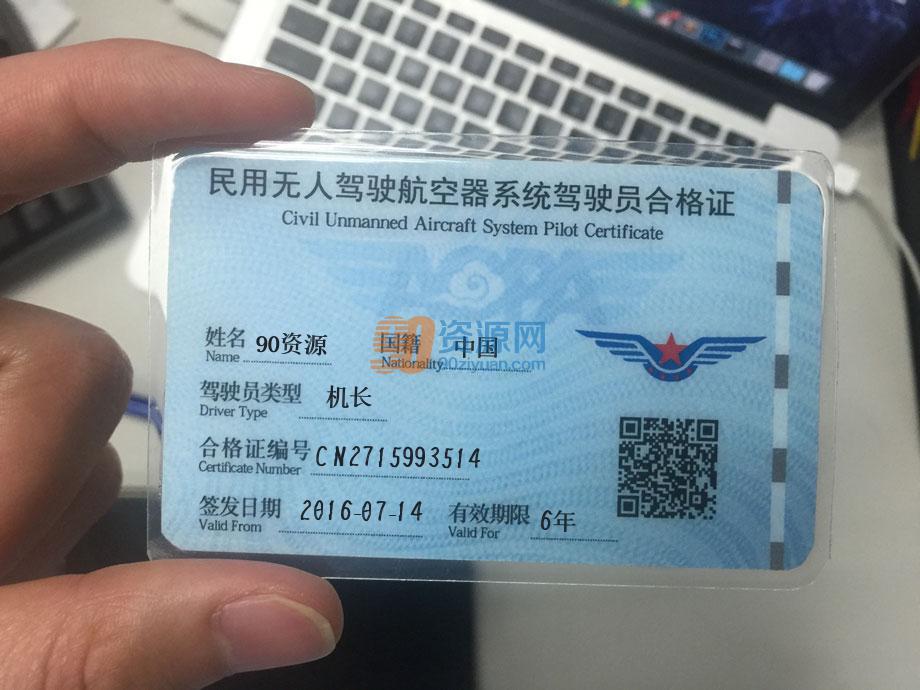 民用无人驾驶航空器系统驾驶员合格证
Civil Unmanned Aircraft System Pilot Certificate
姓名 90资源 国籍 中国
Name Nationality
90资源网
90ziyuan.com
驾驶员类型 机长
Driver Type
合格证编号 CN2715993514
Certificate Number
签发日期 2016-07-14 有效期限 6年
Valid From Valid For